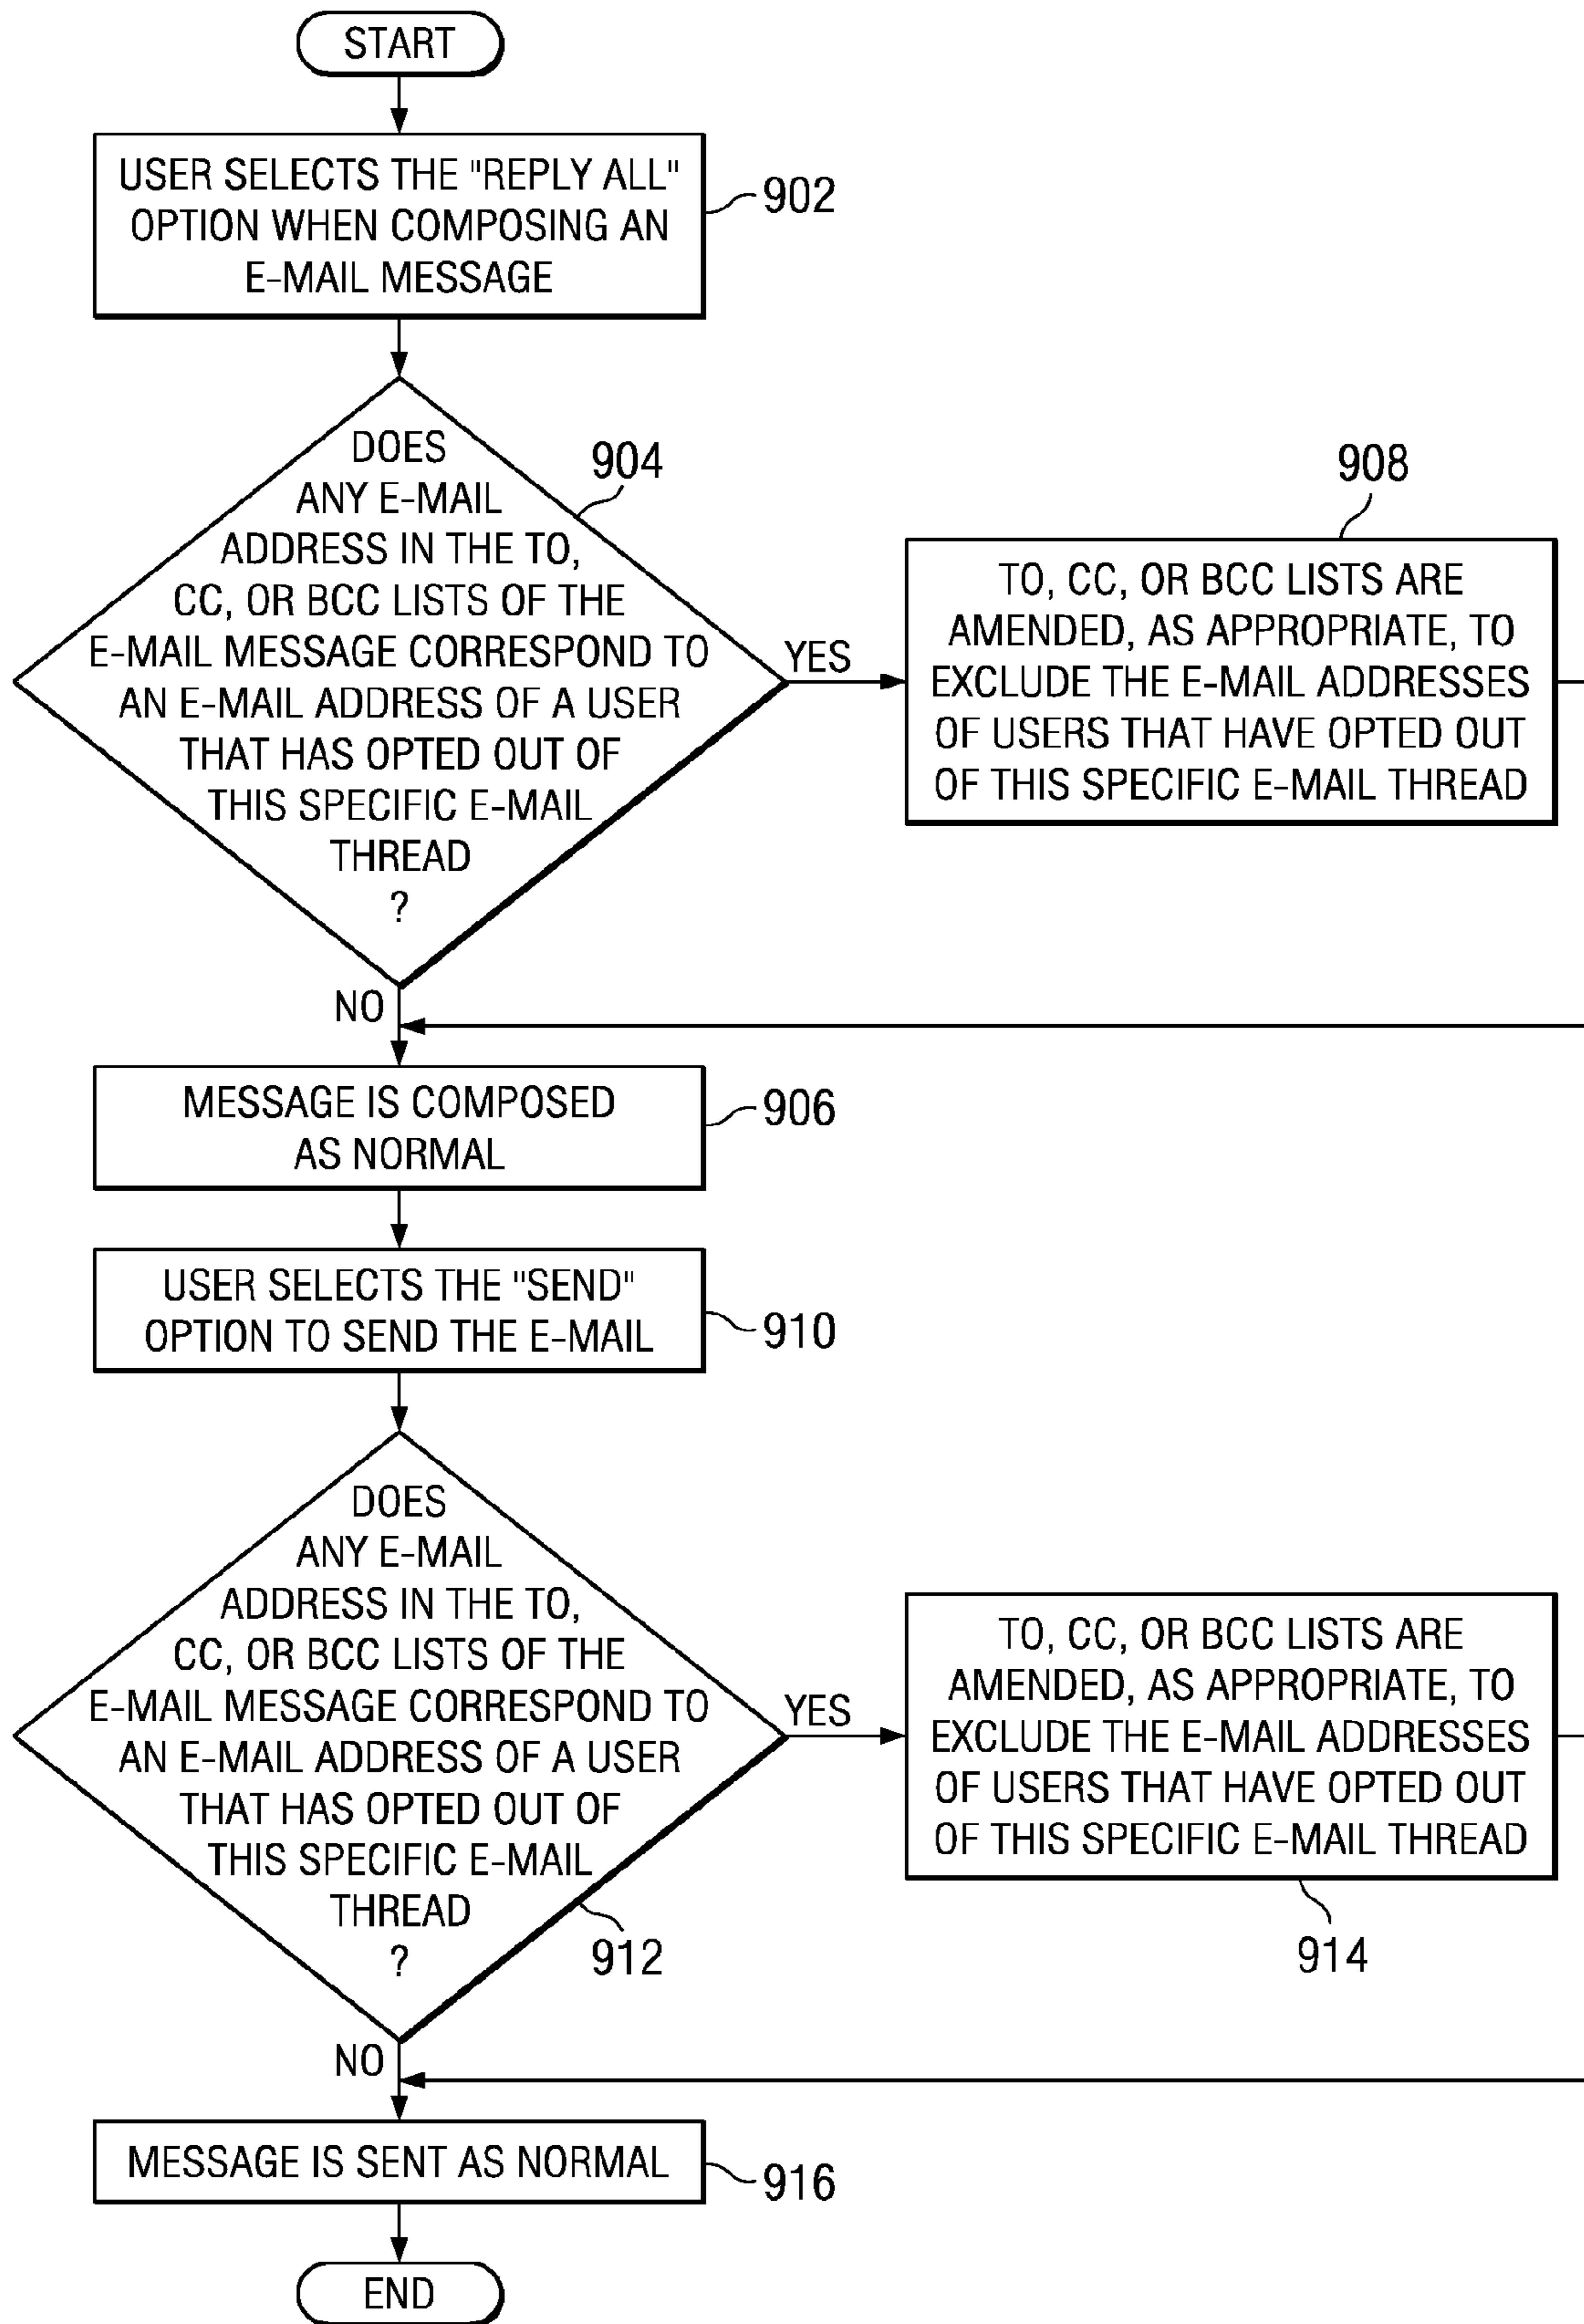 START
USER SELECTS THE "REPLY ALL"
OPTION WHEN COMPOSING AN
E-MAIL MESSAGE
902
DOES
ANY E-MAIL
ADDRESS IN THE TO,
CC, OR BCC LISTS OF THE
E-MAIL MESSAGE CORRESPOND TO
AN E-MAIL ADDRESS OF A USER
THAT HAS OPTED OUT OF
THIS SPECIFIC E-MAIL
THREAD
?
904
YES
908
TO, CC, OR BCC LISTS ARE
AMENDED, AS APPROPRIATE, TO
EXCLUDE THE E-MAIL ADDRESSES
OF USERS THAT HAVE OPTED OUT
OF THIS SPECIFIC E-MAIL THREAD
NO
MESSAGE IS COMPOSED
AS NORMAL
906
USER SELECTS THE "SEND"
OPTION TO SEND THE E-MAIL
910
DOES
ANY E-MAIL
ADDRESS IN THE TO,
CC, OR BCC LISTS OF THE
E-MAIL MESSAGE CORRESPOND TO
AN E-MAIL ADDRESS OF A USER
THAT HAS OPTED OUT OF
THIS SPECIFIC E-MAIL
THREAD
?
912
YES
TO, CC, OR BCC LISTS ARE
AMENDED, AS APPROPRIATE, TO
EXCLUDE THE E-MAIL ADDRESSES
OF USERS THAT HAVE OPTED OUT
OF THIS SPECIFIC E-MAIL THREAD
914
NO
MESSAGE IS SENT AS NORMAL
916
END